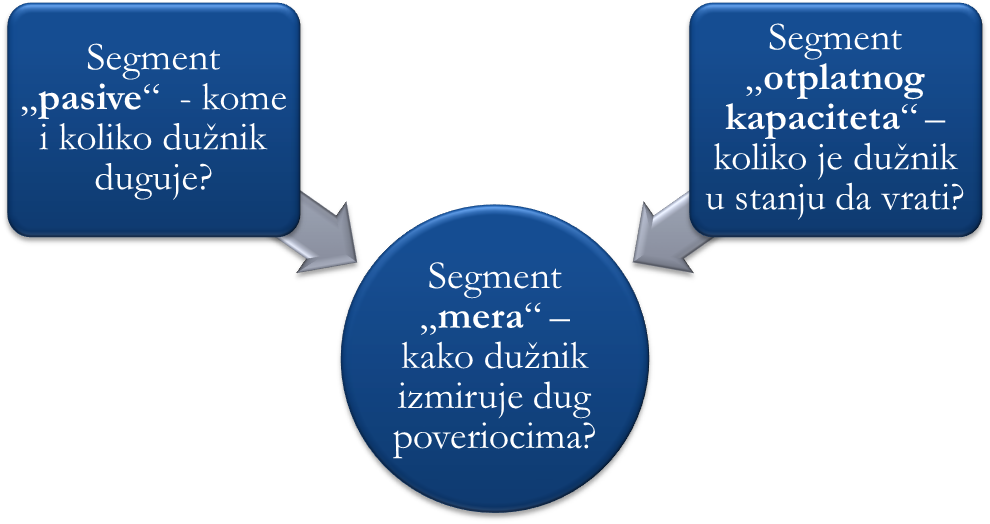 Segment
„pasive“ - kome
i koliko dužnik
duguje?
Segment
„otplatnog
kapaciteta“ –
koliko je dužnik
u stanju da vrati?
Segment
„mera“ –
kako dužnik
izmiruje dug
poveriocima?